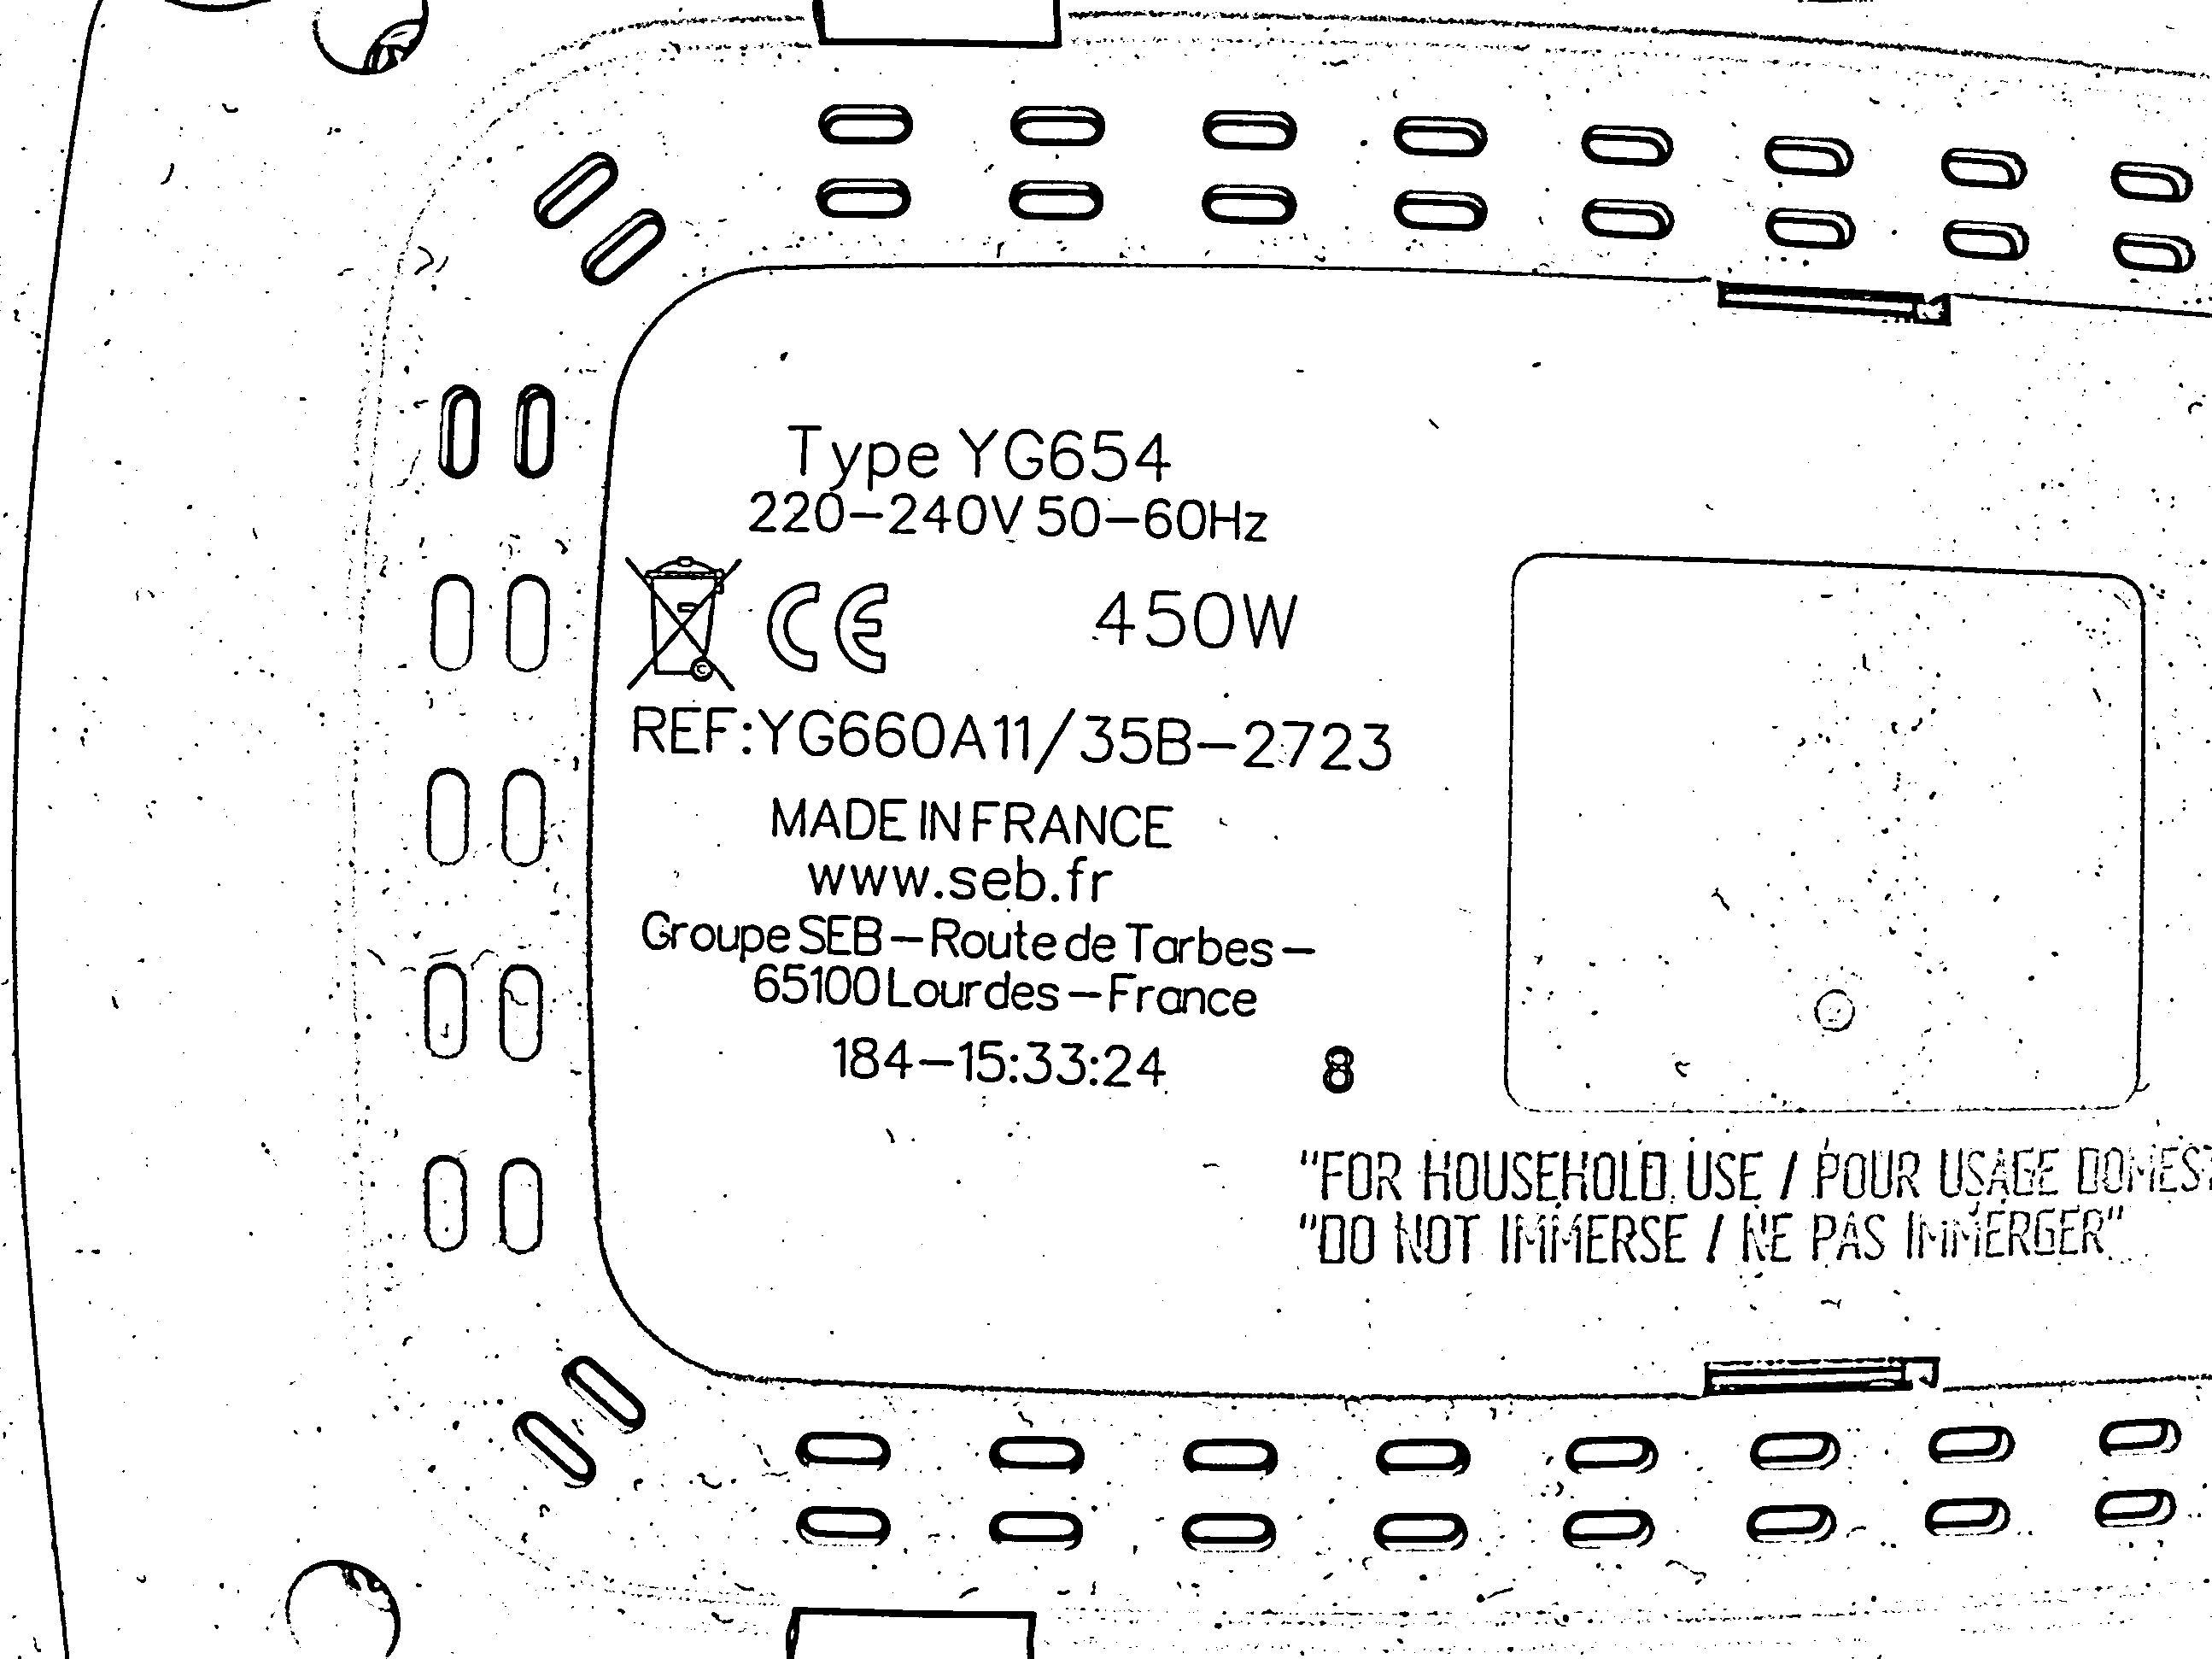 Type YG654
220-240V 50-60Hz
CE 450W
REF:YG660A11/35B-2723
MADE IN FRANCE
www.seb.fr
Groupe SEB - Route de Tarbes -
65100 Lourdes - France
184-15:33:24 8
"FOR HOUSEHOLD USE / POUR USAGE DOMEST
"DO NOT IMMERSE / NE PAS IMMERGER"